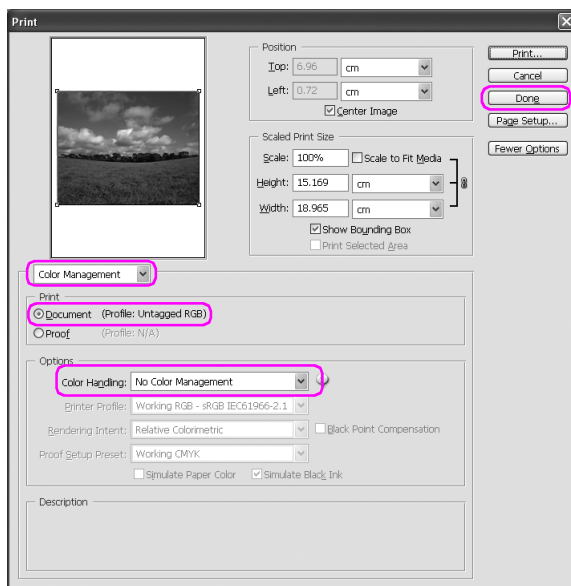 Print
Position
Top: 6.96 cm
Left: 0.72 cm
Center Image
Print...
Cancel
Done
Page Setup...
Fewer Options
Scaled Print Size
Scale: 100% Scale to Fit Media
Height: 15.169 cm
Width: 18.965 cm
Show Bounding Box
Print Selected Area
Color Management
Print
Document (Profile: Untagged RGB)
Proof (Profile: N/A)
Options
Color Handling: No Color Management
Printer Profile: Working RGB - sRGB IEC61966-2.1
Rendering Intent: Relative Colorimetric Black Point Compensation
Proof Setup Preset: Working CMYK
Simulate Paper Color Simulate Black Ink
Description